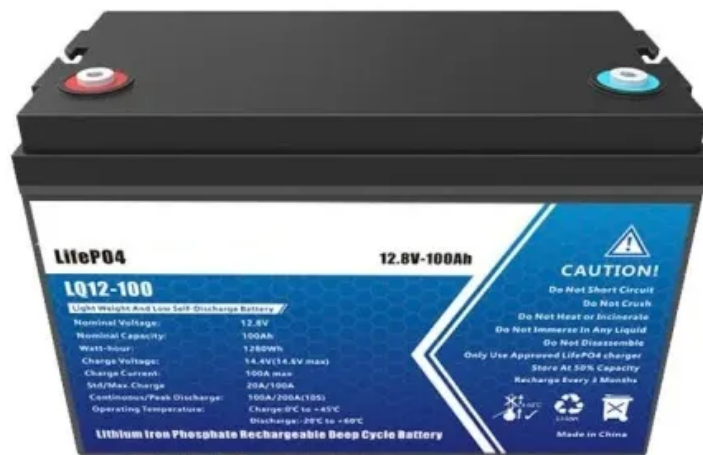 LifePO4
12.8V-100Ah
LQ12-100
Light Weight And Low Self-Discharge Battery
Nominal Voltage: 12.8V
Nominal Capacity: 100Ah
Watt-hour: 1280Wh
Charge Voltage: 14.4V(14.6V max)
Charge Current: 100A max
Std/Max.Charge 20A/100A
Continuous/Peak Discharge: 100A/200A(10S)
Operating Temperature: Charge:0℃ to +45℃
Discharge:-20℃ to +60℃
Lithium Iron Phosphate Rechargeable Deep Cycle Battery
CAUTION!
Do Not Short Circuit
Do Not Crush
Do Not Heat or Incinerate
Do Not Immerse In Any Liquid
Do Not Disassemble
Only Use Approved LifePO4 charger
Store At 50% Capacity
Recharge Every 3 Months
Made in China